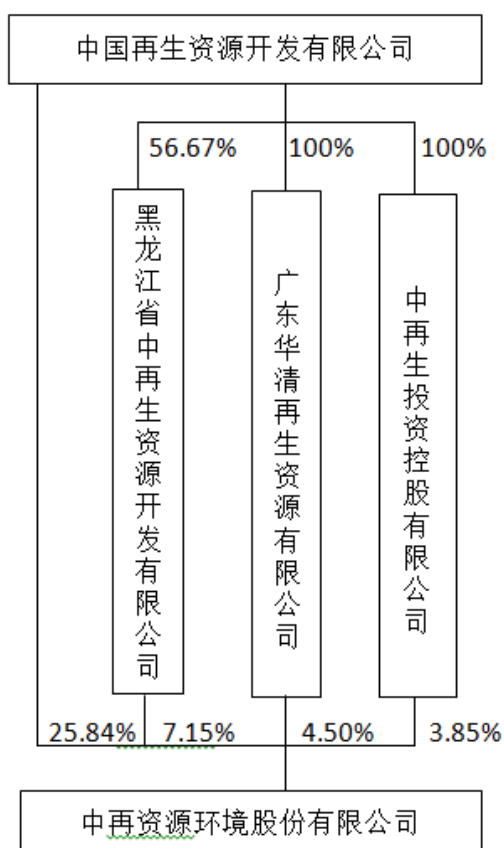 中国再生资源开发有限公司
56.67%
100%
100%
黑龙江省中再生资源开发有限公司
广东华清再生资源有限公司
中再生投资控股有限公司
25.84%
7.15%
4.50%
3.85%
中再资源环境股份有限公司